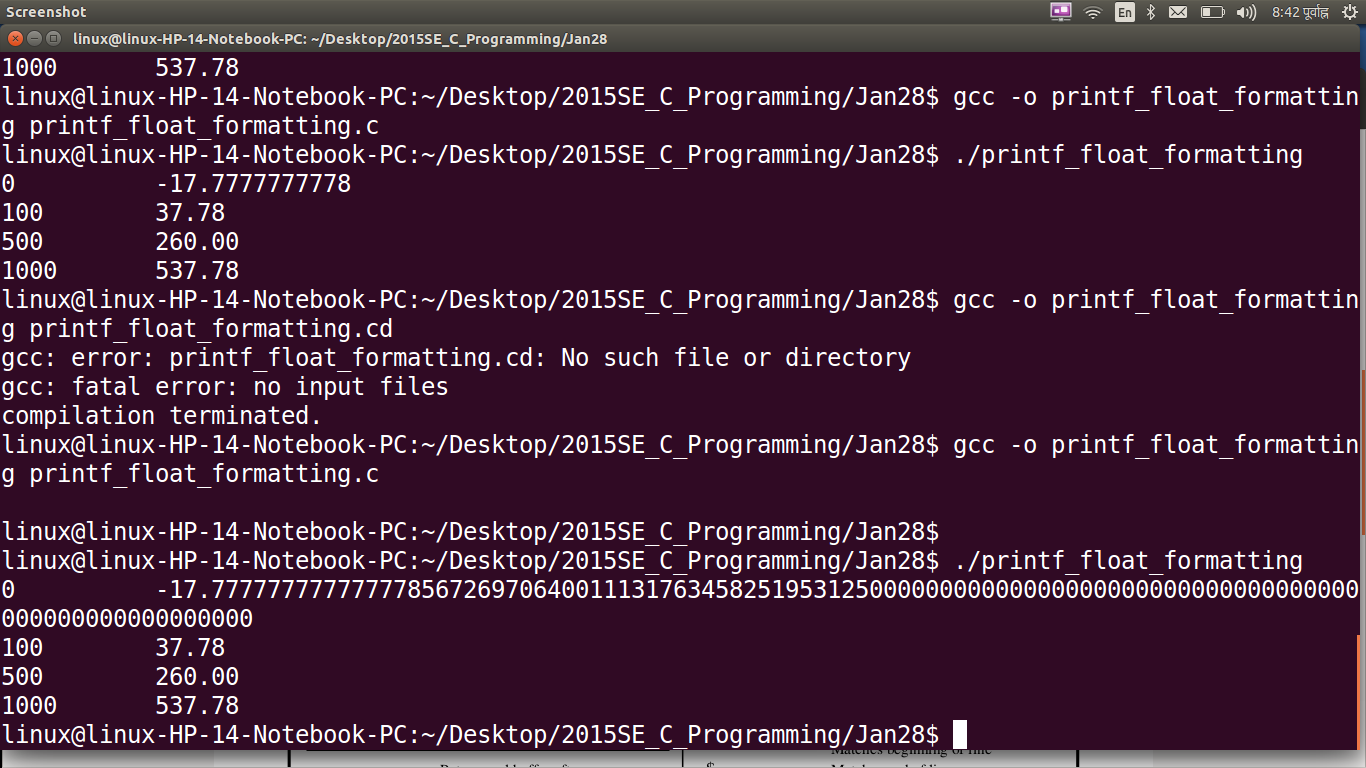 Screenshot
En
8:42 पूर्वाह्न
linux@linux-HP-14-Notebook-PC: ~/Desktop/2015SE_C_Programming/Jan28
1000       537.78
linux@linux-HP-14-Notebook-PC:~/Desktop/2015SE_C_Programming/Jan28$ gcc -o printf_float_formattin
g printf_float_formatting.c
linux@linux-HP-14-Notebook-PC:~/Desktop/2015SE_C_Programming/Jan28$ ./printf_float_formatting
0          -17.7777777778
100        37.78
500        260.00
1000       537.78
linux@linux-HP-14-Notebook-PC:~/Desktop/2015SE_C_Programming/Jan28$ gcc -o printf_float_formattin
g printf_float_formatting.cd
gcc: error: printf_float_formatting.cd: No such file or directory
gcc: fatal error: no input files
compilation terminated.
linux@linux-HP-14-Notebook-PC:~/Desktop/2015SE_C_Programming/Jan28$ gcc -o printf_float_formattin
g printf_float_formatting.c
linux@linux-HP-14-Notebook-PC:~/Desktop/2015SE_C_Programming/Jan28$
linux@linux-HP-14-Notebook-PC:~/Desktop/2015SE_C_Programming/Jan28$ ./printf_float_formatting
0          -17.77777777777777856726970640011131763458251953125000000000000000000000000000000000000
000000000000000000
100        37.78
500        260.00
1000       537.78
linux@linux-HP-14-Notebook-PC:~/Desktop/2015SE_C_Programming/Jan28$